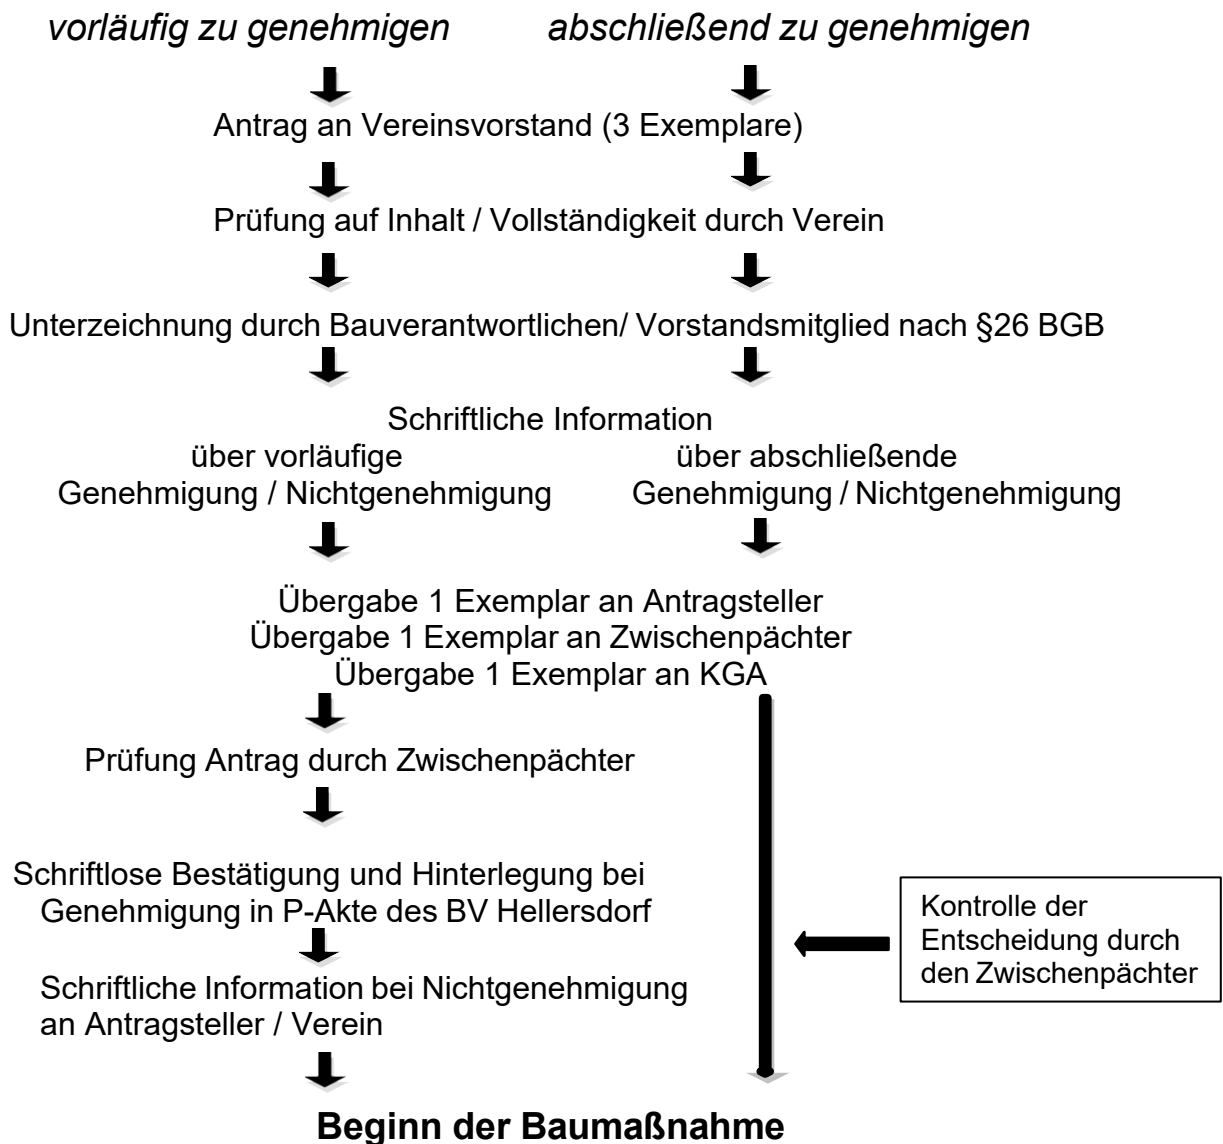 vorläufig zu genehmigen abschließend zu genehmigen
Antrag an Vereinsvorstand (3 Exemplare)
Prüfung auf Inhalt / Vollständigkeit durch Verein
Unterzeichnung durch Bauverantwortlichen/ Vorstandsmitglied nach §26 BGB
Schriftliche Information
über vorläufige
Genehmigung / Nichtgenehmigung
über abschließende
Genehmigung / Nichtgenehmigung
Übergabe 1 Exemplar an Antragsteller
Übergabe 1 Exemplar an Zwischenpächter
Übergabe 1 Exemplar an KGA
Prüfung Antrag durch Zwischenpächter
Schriftlose Bestätigung und Hinterlegung bei
Genehmigung in P-Akte des BV Hellersdorf
Schriftliche Information bei Nichtgenehmigung
an Antragsteller / Verein
Kontrolle der
Entscheidung durch
den Zwischenpächter
Beginn der Baumaßnahme